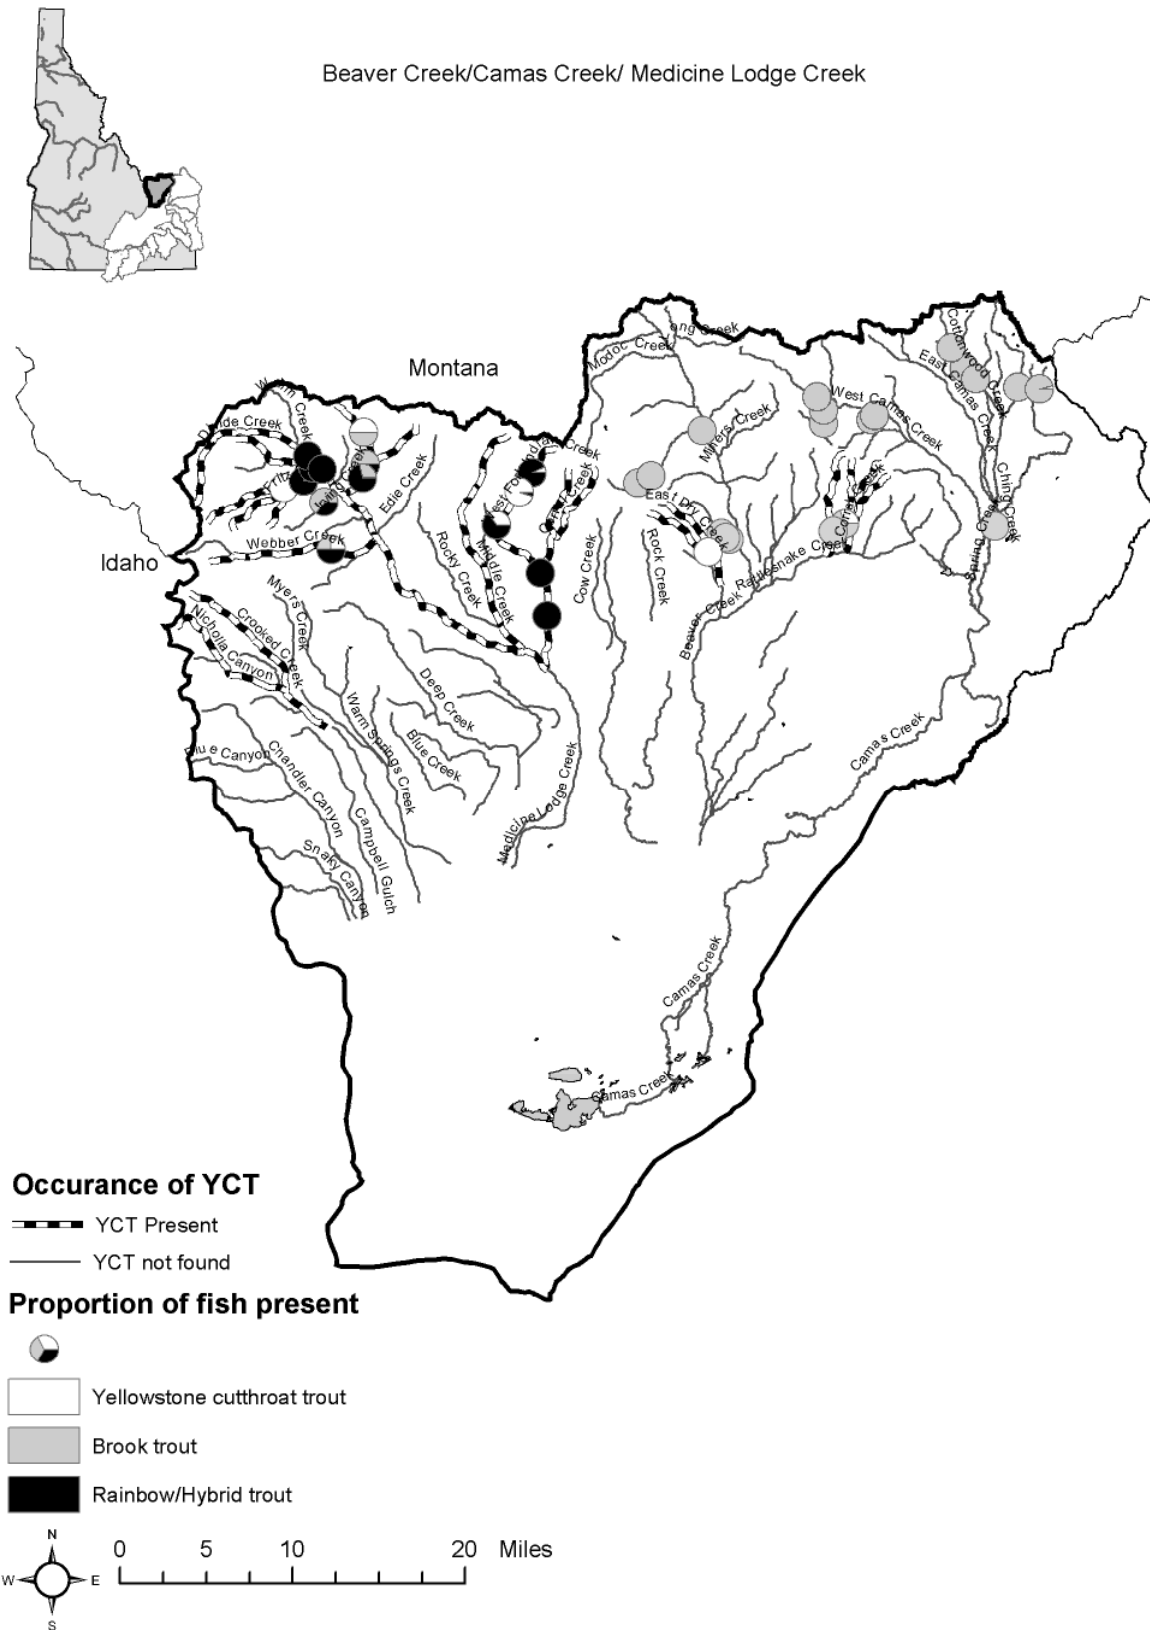 Beaver Creek/Camas Creek/ Medicine Lodge Creek
Montana
Idaho
ong Creek
Modoc Creek
Cottonwood Creek
East Camas Creek
West Camas Creek
Miners Creek
Ching Creek
Spring Creek
East Dry Creek
Rattlesnake Creek
Beaver Creek
Rock Creek
Cow Creek
Middle Creek
Rocky Creek
Edie Creek
Irving Creek
Webber Creek
Myers Creek
Crooked Creek
Nicholia Canyon
Deep Creek
Warm Springs Creek
Blue Creek
Chandler Canyon
Campbell Gulch
Snaky Canyon
Medicine Lodge Creek
Camas Creek
Camas Creek
Camas Creek
Occurance of YCT
YCT Present
YCT not found
Proportion of fish present
Yellowstone cutthroat trout
Brook trout
Rainbow/Hybrid trout
N
W
E
S
0 5 10 20 Miles